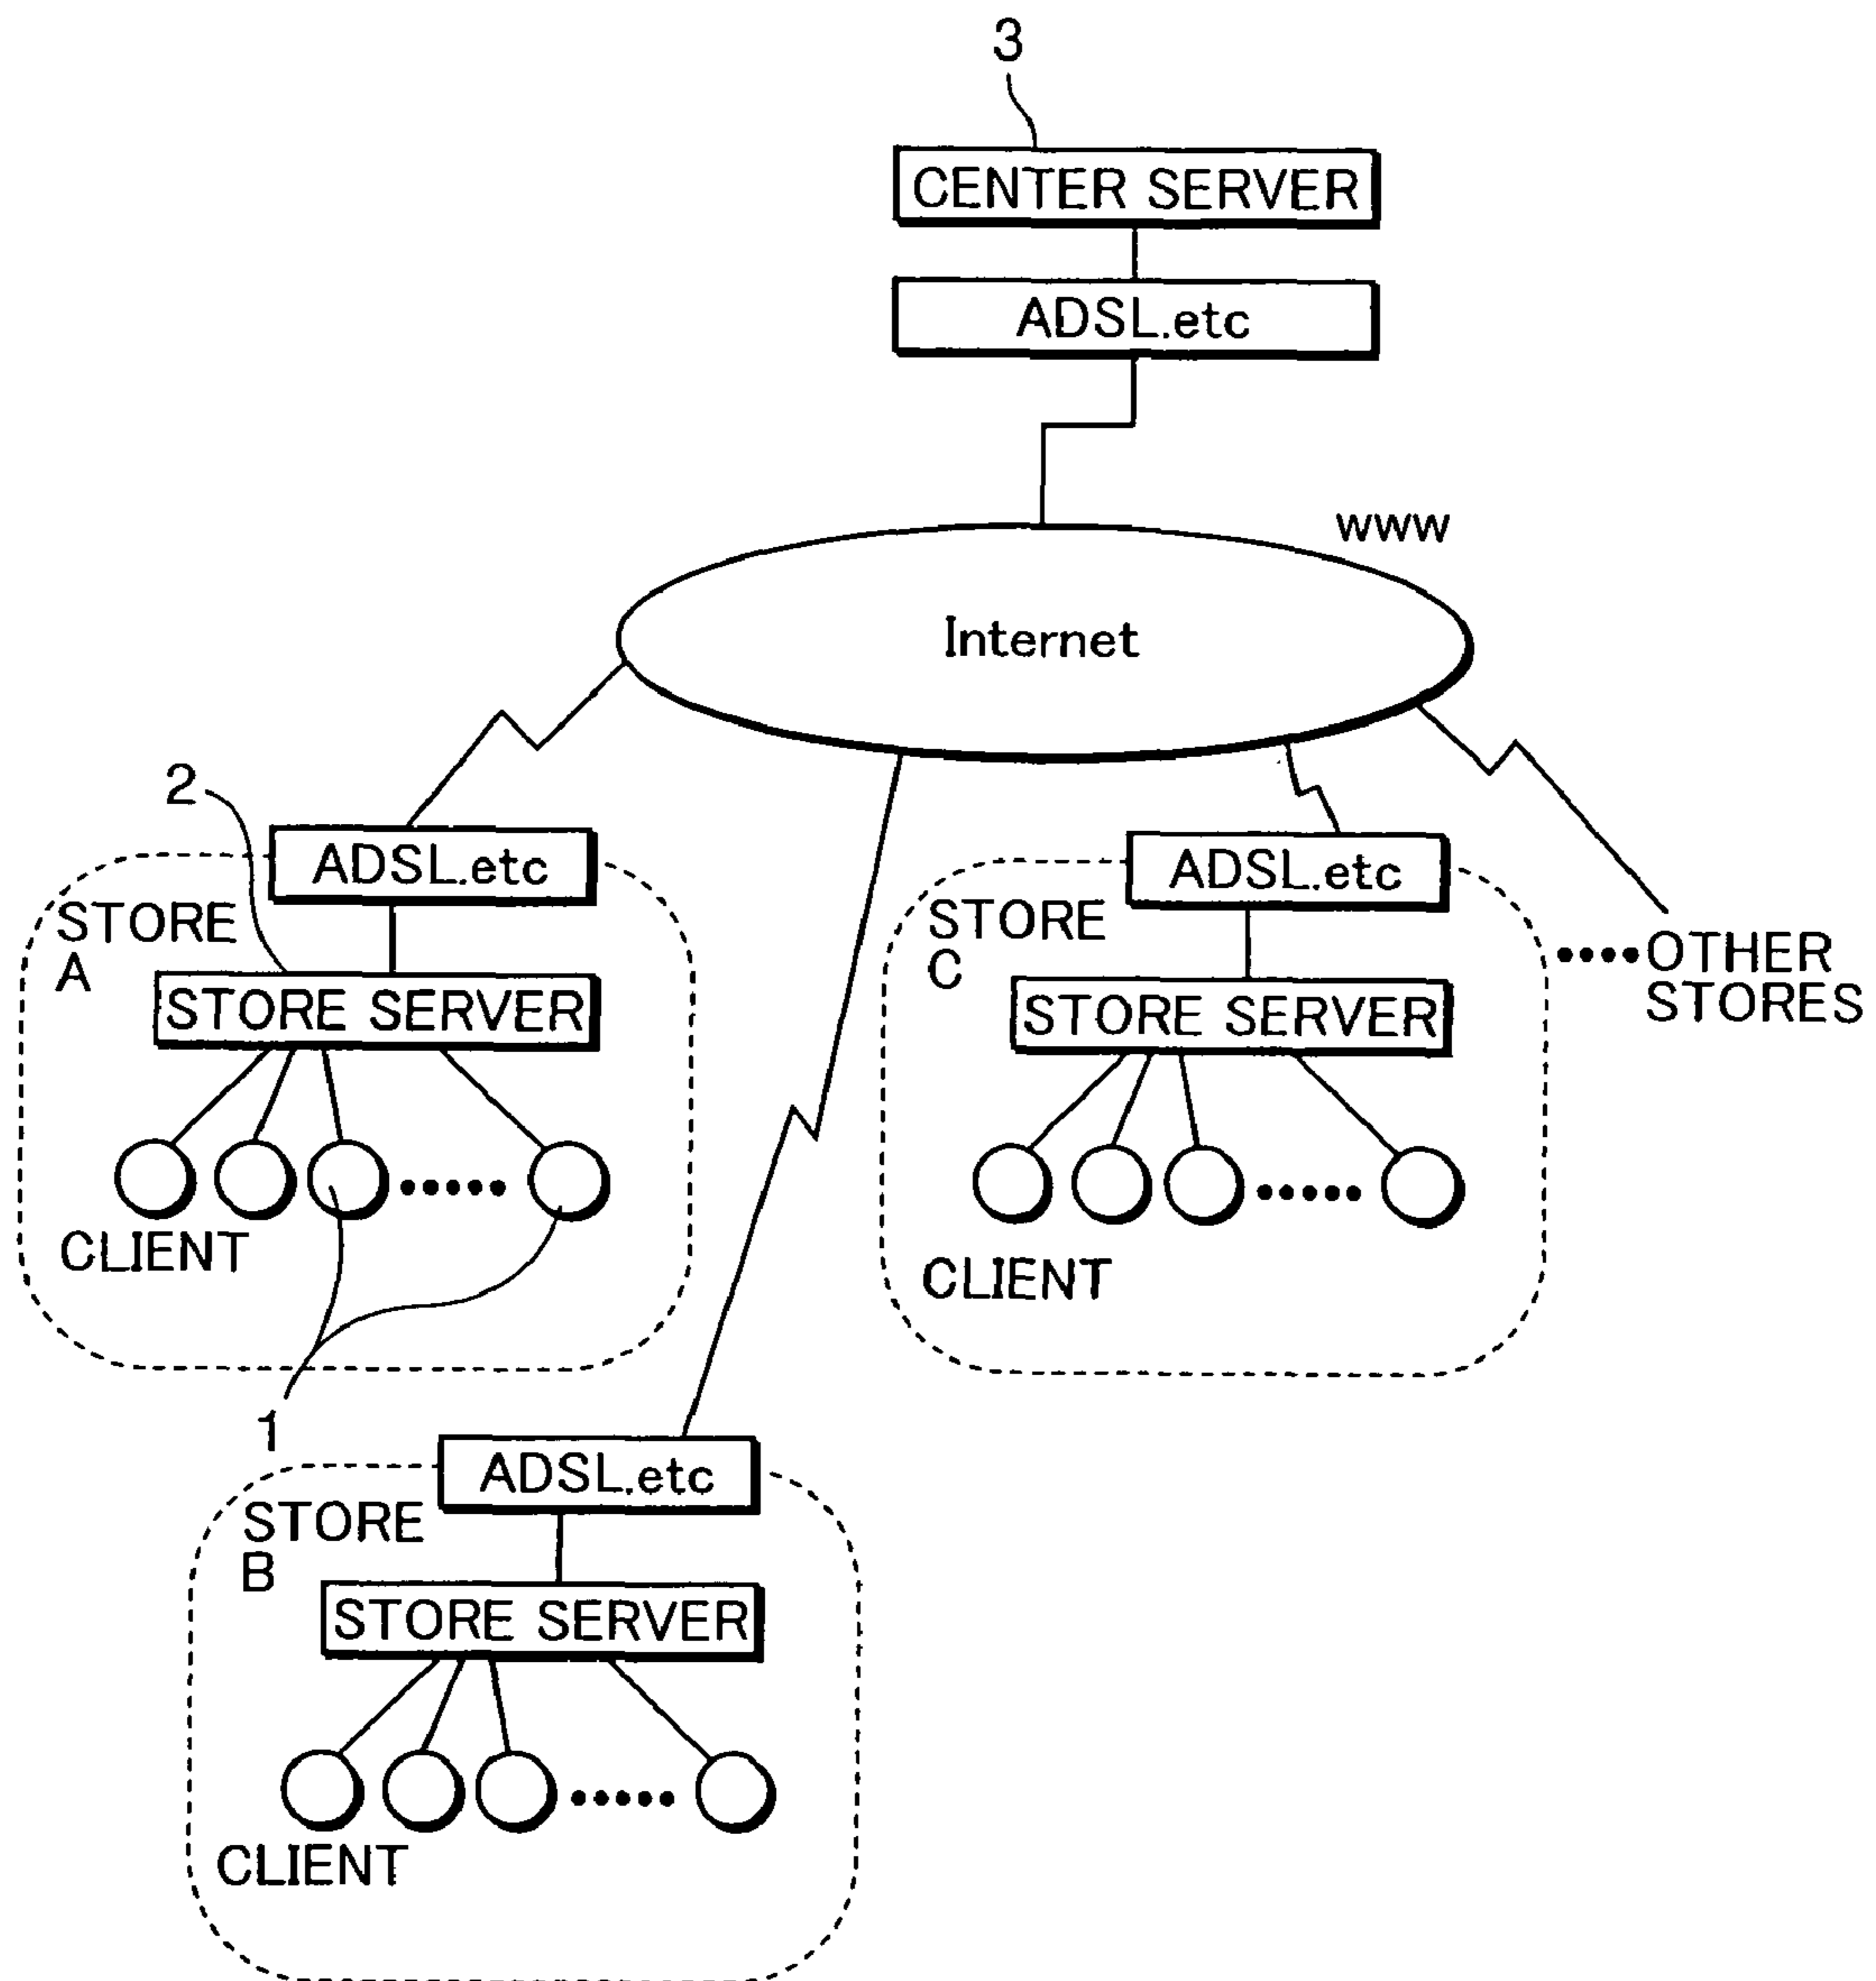 3
CENTER SERVER
ADSL.etc
WWW
Internet
2
ADSL.etc
STORE
A
STORE SERVER
CLIENT
1
ADSL.etc
STORE
C
STORE SERVER
CLIENT
OTHER
STORES
ADSL.etc
STORE
B
STORE SERVER
CLIENT